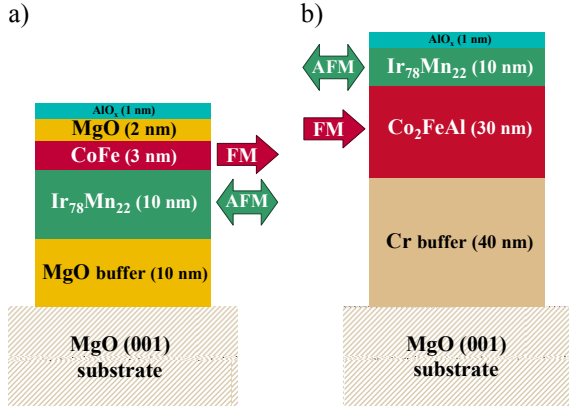 a)
AlOₓ (1 nm)
MgO (2 nm)
CoFe (3 nm)
FM
Ir₇₈Mn₂₂ (10 nm)
AFM
MgO buffer (10 nm)
MgO (001)
substrate
b)
AlOₓ (1 nm)
AFM
Ir₇₈Mn₂₂ (10 nm)
FM
Co₂FeAl (30 nm)
Cr buffer (40 nm)
MgO (001)
substrate